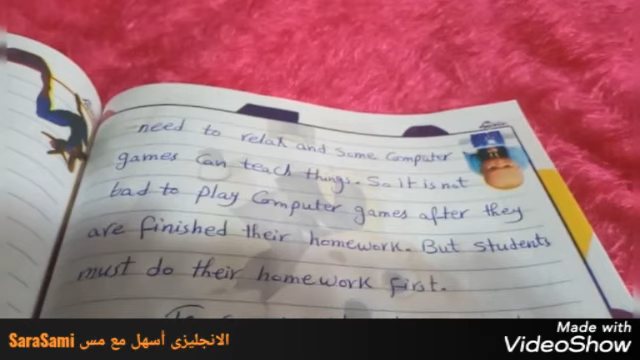 need to relax and some computer
games can teach things. So it is not
bad to play computer games after they
are finished their homework. But students
must do their homework first.
الانجليزى أسهل مع مس SaraSami
Made with
VideoShow